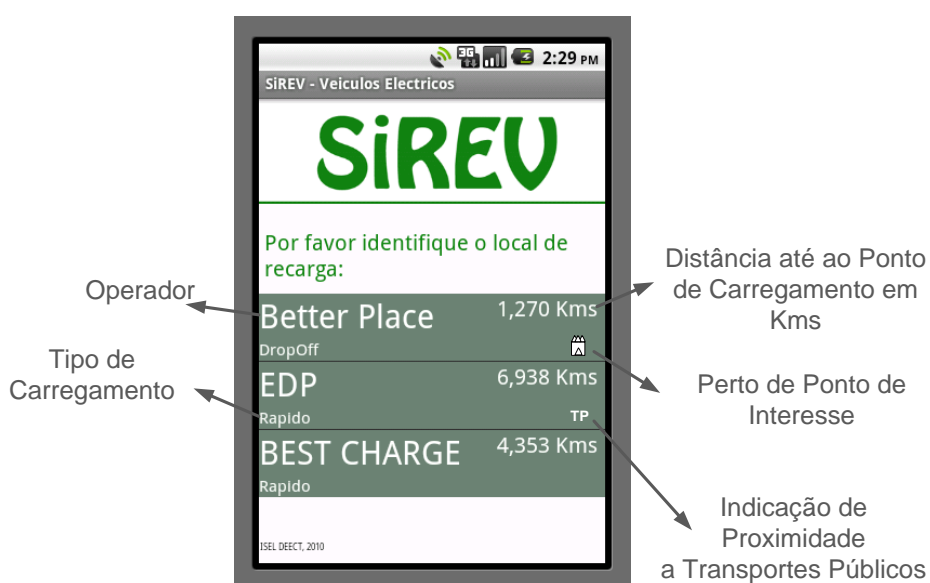 3G
2:29 PM
SiREV - Veiculos Electricos
SiREV
Por favor identifique o local de
recarga:
Better Place
1,270 Kms
DropOff
EDP
6,938 Kms
Rapido
TP
BEST CHARGE
4,353 Kms
Rapido
ISEL DEECT, 2010
Operador
Tipo de
Carregamento
Distância até ao Ponto
de Carregamento em
Kms
Perto de Ponto de
Interesse
Indicação de
Proximidade
a Transportes Públicos